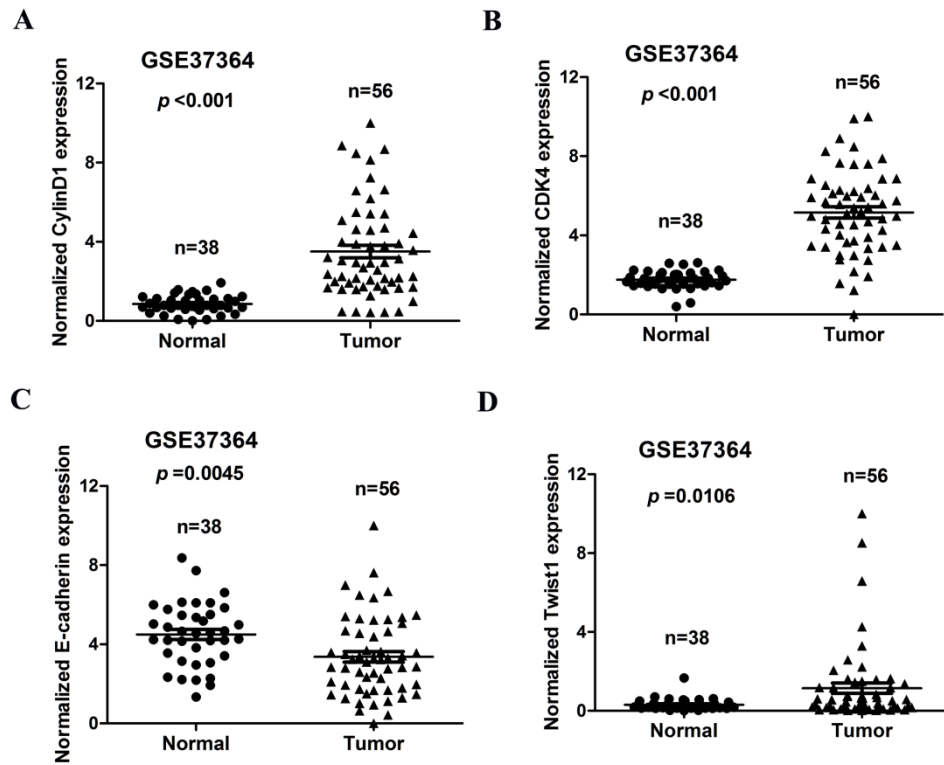 A
GSE37364
p <0.001
n=56
n=38
Normalized CylinD1 expression
12
8
4
0
Normal
Tumor
B
GSE37364
p <0.001
n=56
n=38
Normalized CDK4 expression
12
8
4
0
Normal
Tumor
C
GSE37364
p =0.0045
n=56
n=38
Normalized E-cadherin expression
12
8
4
0
Normal
Tumor
D
GSE37364
p =0.0106
n=56
n=38
Normalized Twist1 expression
12
8
4
0
Normal
Tumor